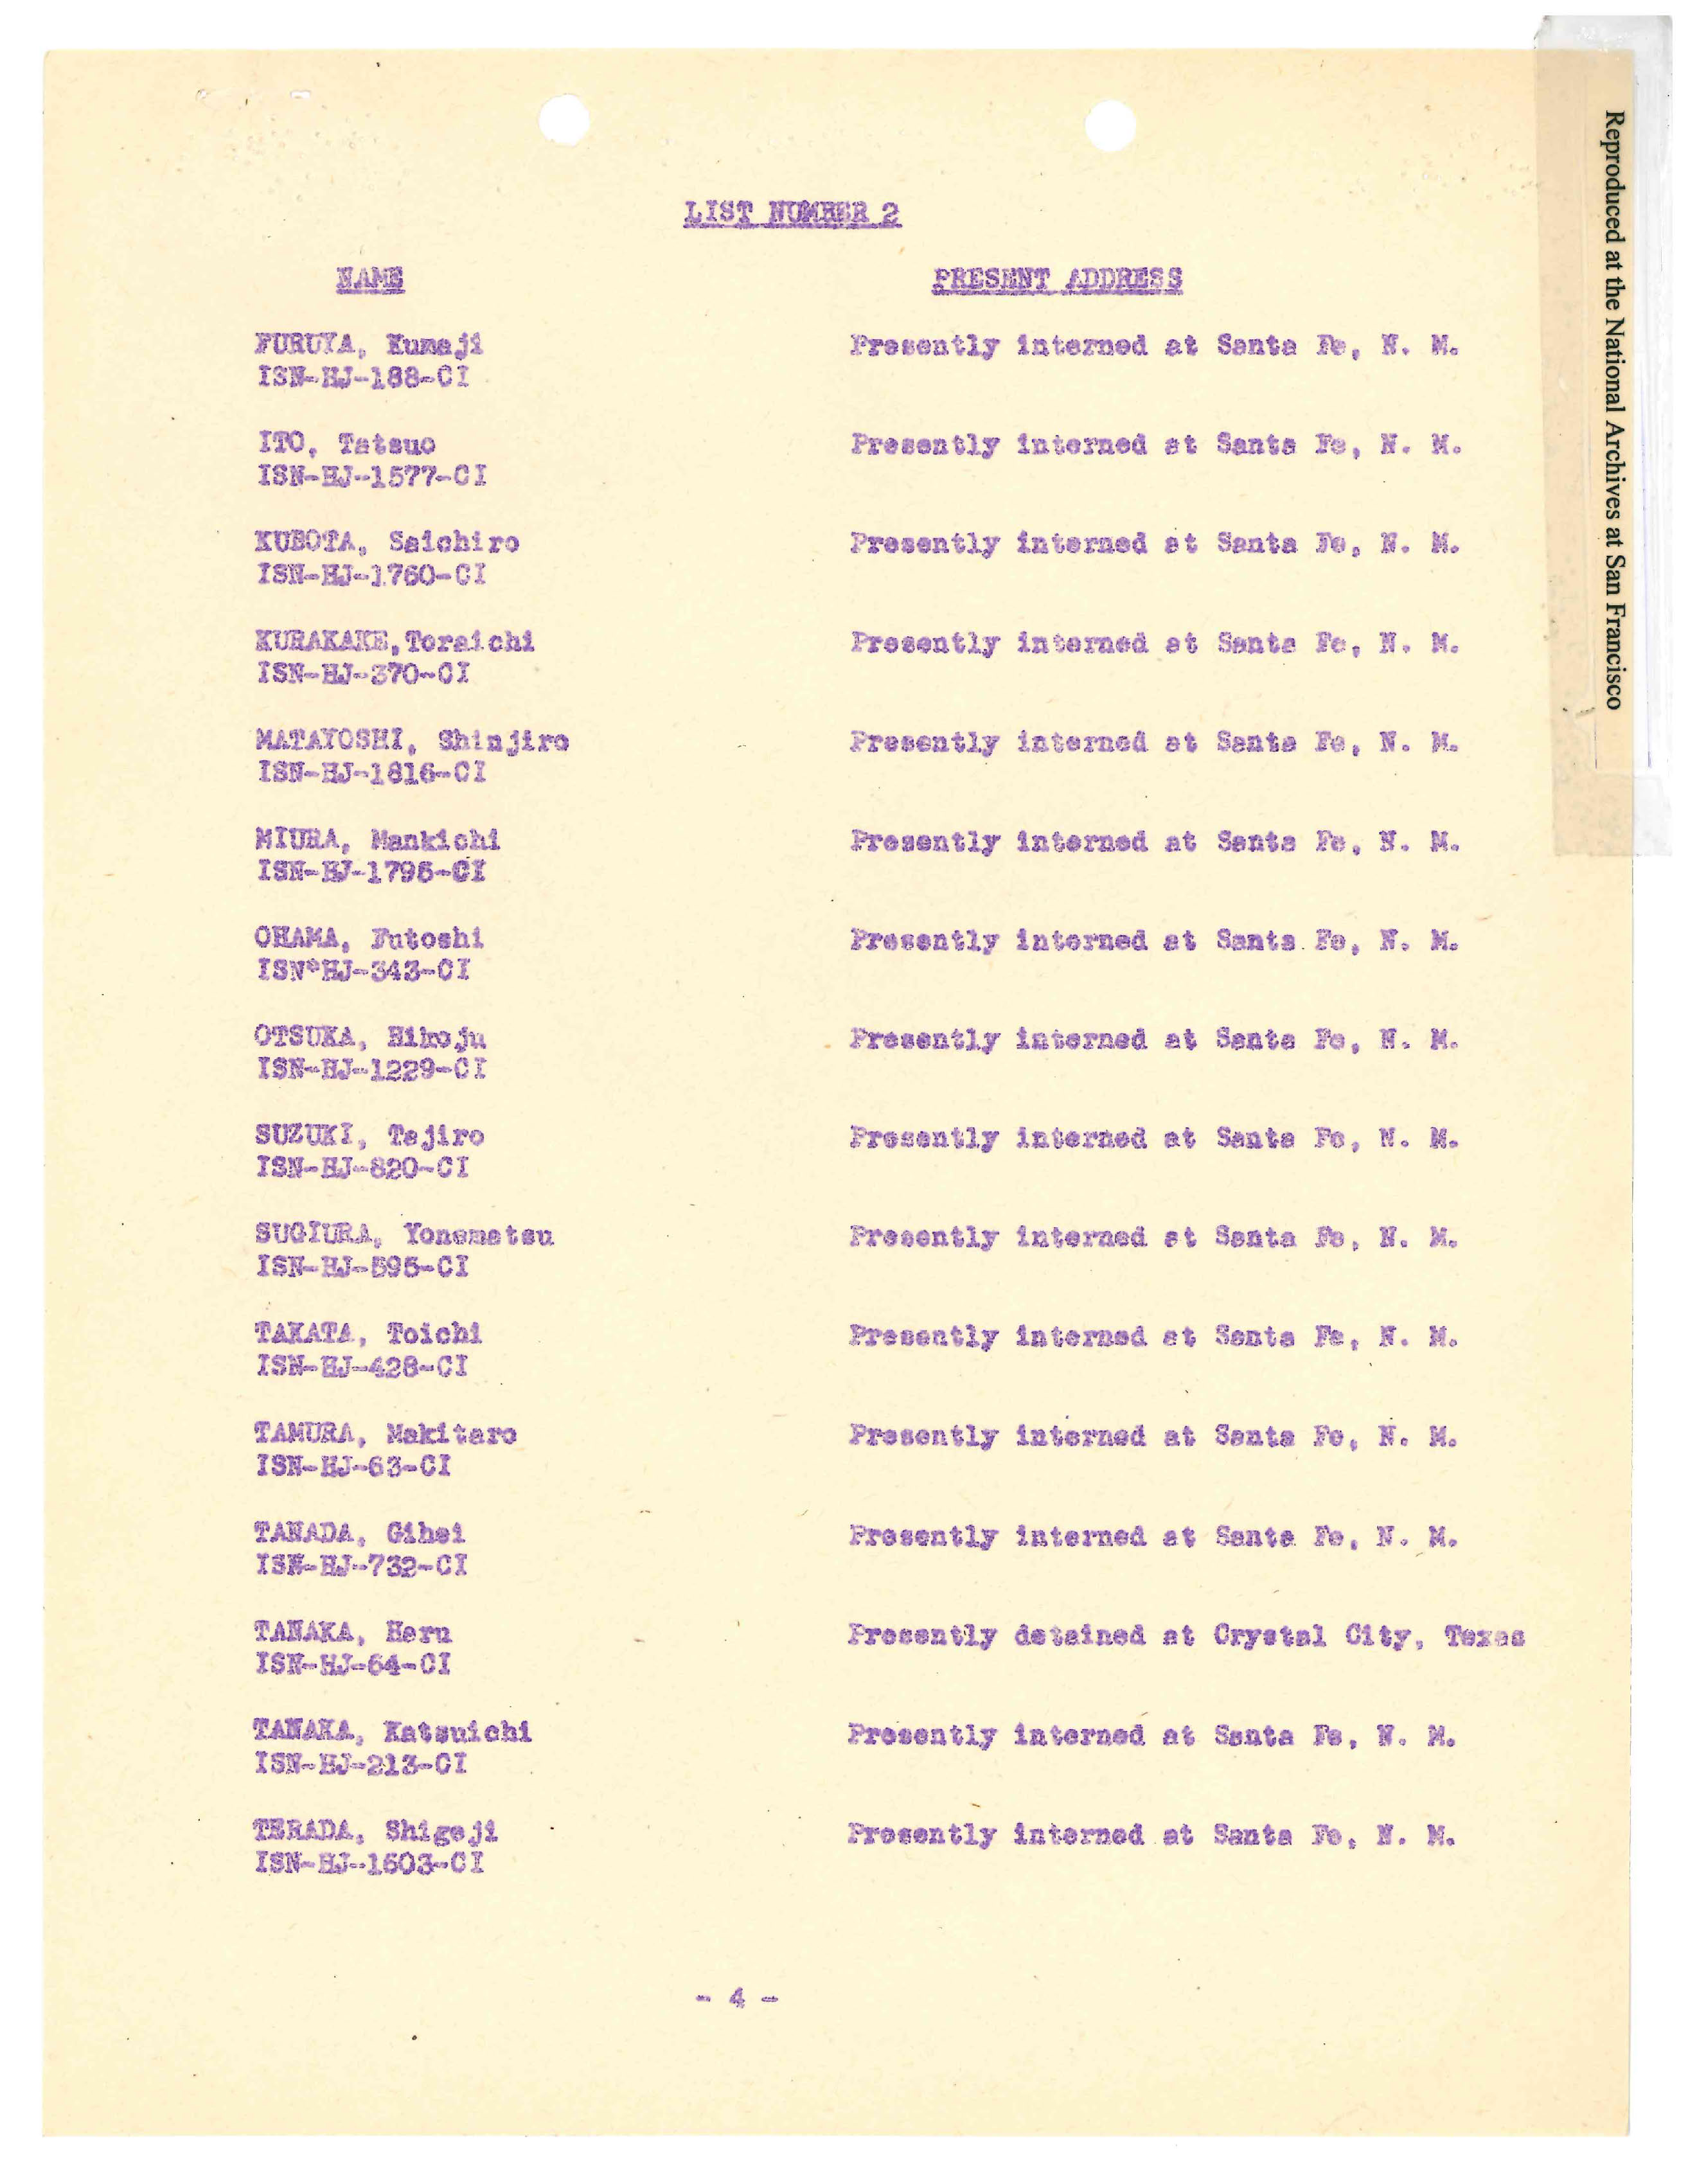 LIST NUMBER 2
NAME PRESENT ADDRESS
FURUYA, Kumaji Presently interned at Santa Fe, N. M.
ISN-HJ-188-CI
ITO, Tatsuo Presently interned at Santa Fe, N. M.
ISN-HJ-1577-CI
KUBOTA, Saichiro Presently interned at Santa Fe, N. M.
ISN-HJ-1760-CI
KURAKAKE,Toraichi Presently interned at Santa Fe, N. M.
ISN-HJ-370-CI
MATAYOSHI, Shinjiro Presently interned at Santa Fe, N. M.
ISN-HJ-1816-CI
MIURA, Mankichi Presently interned at Santa Fe, N. M.
ISN-HJ-1795-CI
OHAMA, Futoshi Presently interned at Santa Fe, N. M.
ISN*HJ-343-CI
OTSUKA, Hikoju Presently interned at Santa Fe, N. M.
ISN-HJ-1229-CI
SUZUKI, Tajiro Presently interned at Santa Fe, N. M.
ISN-HJ-820-CI
SUGIURA, Yonematsu Presently interned at Santa Fe, N. M.
ISN-HJ-595-CI
TAKATA, Toichi Presently interned at Santa Fe, N. M.
ISN-HJ-428-CI
TAMURA, Makitaro Presently interned at Santa Fe, N. M.
ISN-HJ-63-CI
TANADA, Gihei Presently interned at Santa Fe, N. M.
ISN-HJ-732-CI
TANAKA, Haru Presently detained at Crystal City, Texas
ISN-HJ-64-CI
TANAKA, Katsuichi Presently interned at Santa Fe, N. M.
ISN-HJ-213-CI
TERADA, Shigeji Presently interned at Santa Fe, N. M.
ISN-HJ-1603-CI
- 4 -
Reproduced at the National Archives at San Francisco